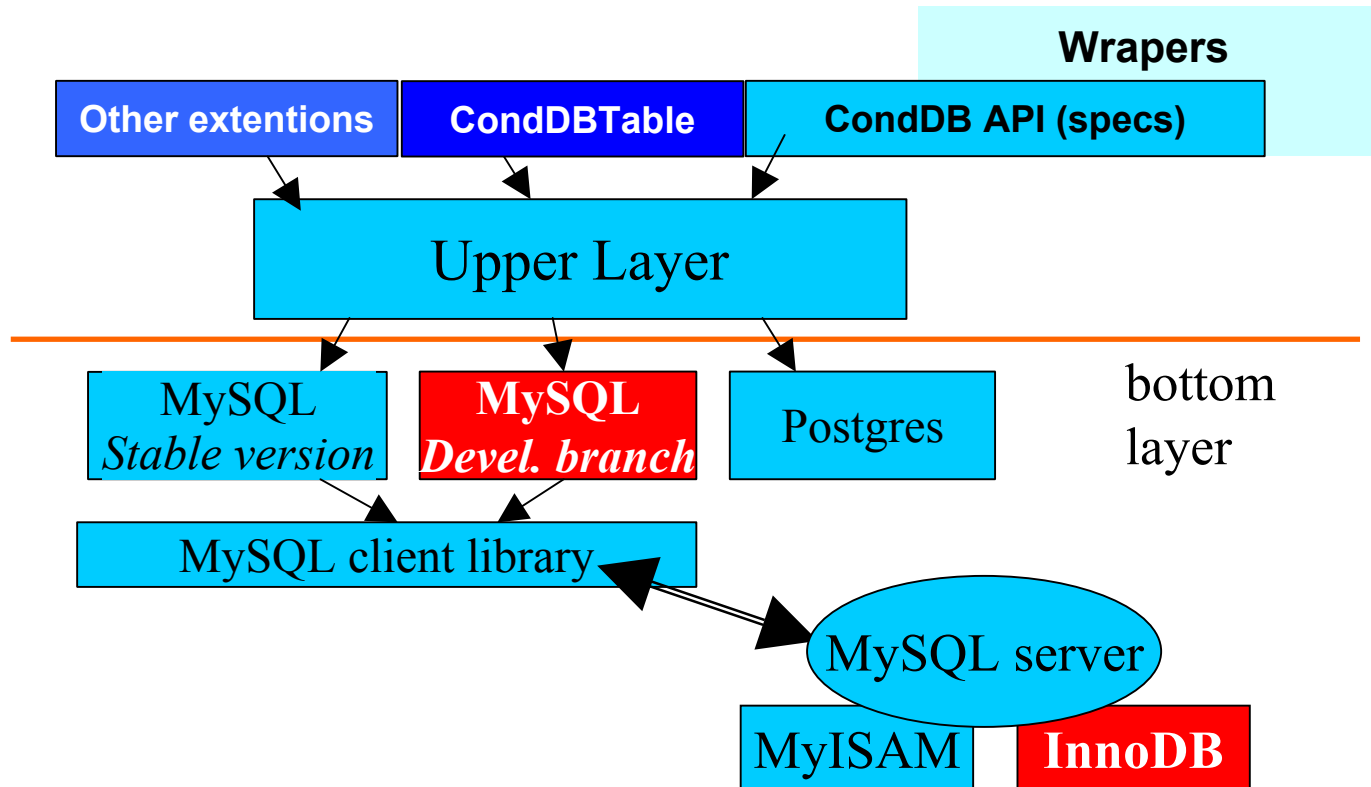 Wrapers
Other extentions
CondDBTable
CondDB API (specs)
Upper Layer
MySQL
Stable version
MySQL
Devel. branch
Postgres
bottom
layer
MySQL client library
MySQL server
MyISAM
InnoDB